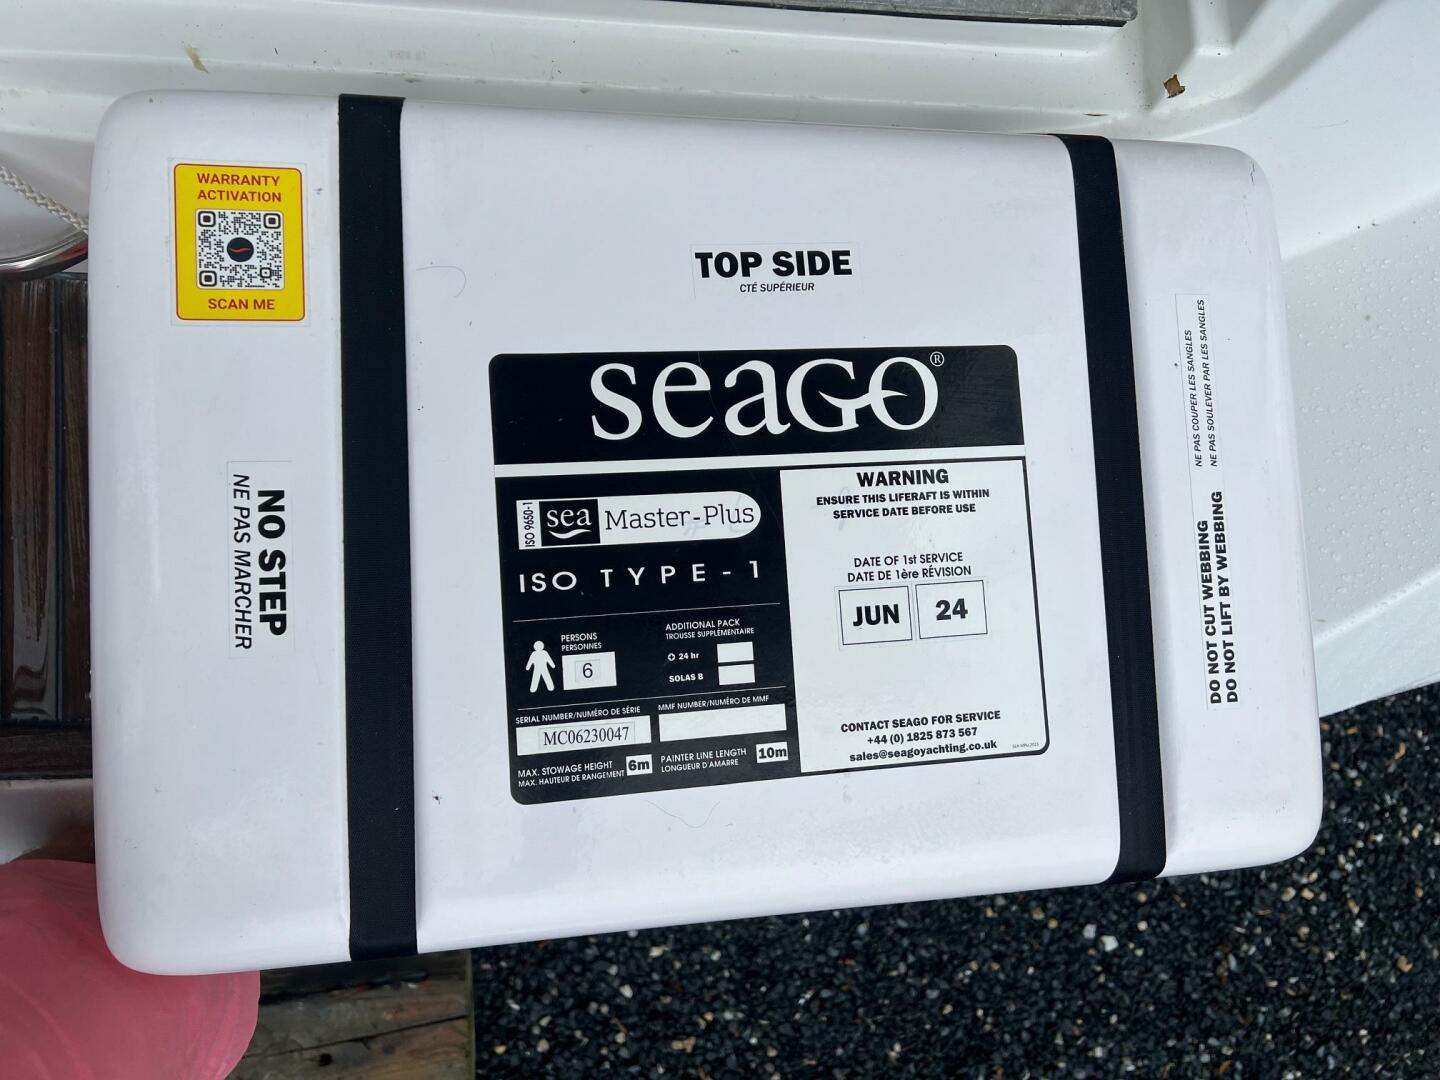 WARRANTY
ACTIVATION
SCAN ME
TOP SIDE
CTÉ SUPÉRIEUR
NO STEP
NE PAS MARCHER
seaGO®
ISO 9650-1
sea Master-Plus
ISO TYPE-1
PERSONS
PERSONNES
6
ADDITIONAL PACK
TROUSSE SUPPLÉMENTAIRE
24 hr
SOLAS B
SERIAL NUMBER/NUMÉRO DE SÉRIE
MC06230047
MMF NUMBER/NUMÉRO DE MMF
MAX. STOWAGE HEIGHT
MAX. HAUTEUR DE RANGEMENT
6m
PAINTER LINE LENGTH
LONGUEUR D'AMARRE
10m
WARNING
ENSURE THIS LIFERAFT IS WITHIN
SERVICE DATE BEFORE USE
DATE OF 1st SERVICE
DATE DE 1ère RÉVISION
JUN 24
CONTACT SEAGO FOR SERVICE
+44 (0) 1825 873 567
sales@seagoyachting.co.uk
NE PAS COUPER LES SANGLES
NE PAS SOULEVER PAR LES SANGLES
DO NOT CUT WEBBING
DO NOT LIFT BY WEBBING